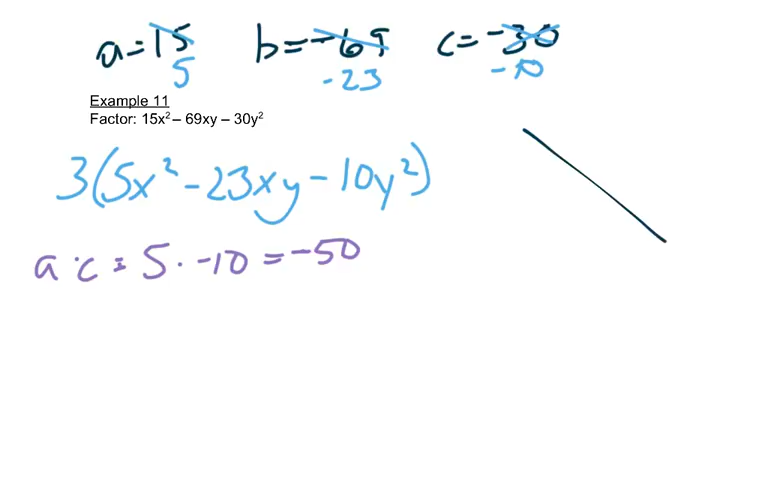 a=15 b=-69 c=-30
5 -23 -10
Example 11
Factor: 15x² – 69xy – 30y²
3(5x² -23xy -10y²)
a·c = 5·-10 = -50